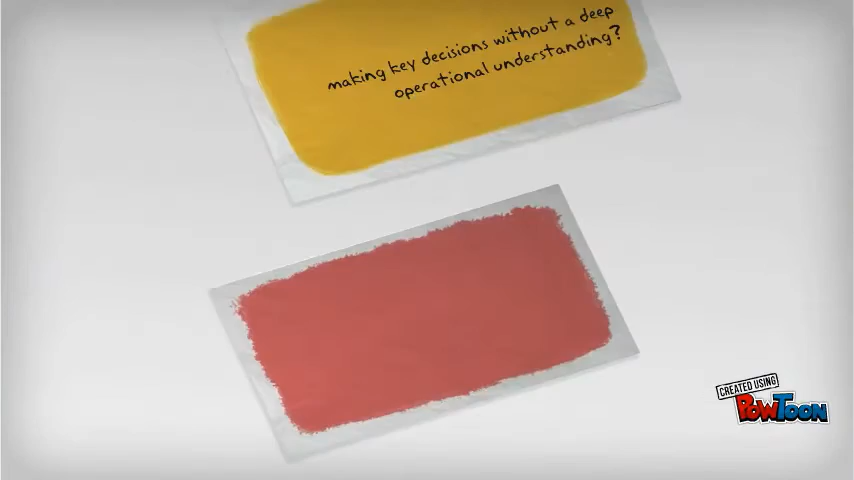 making key decisions without a deep
operational understanding?
CREATED USING
POWTOON